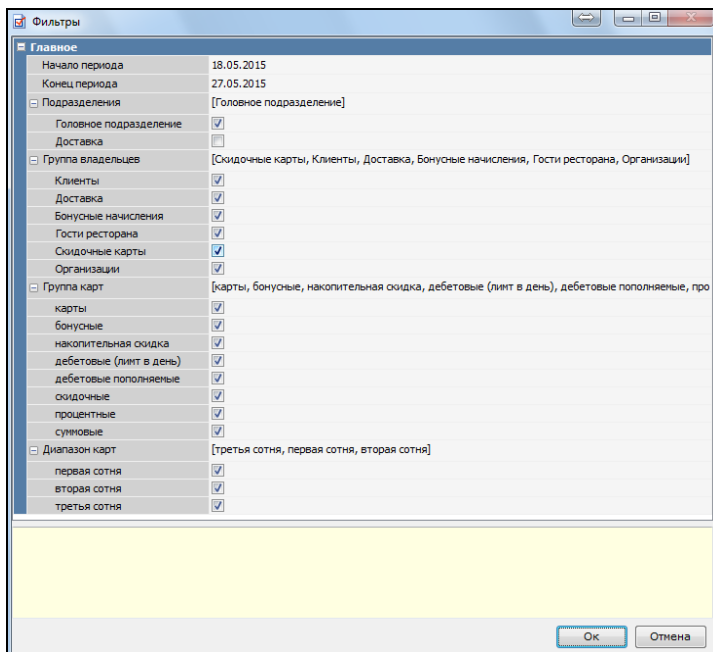 Фильтры
Главное
Начало периода 18.05.2015
Конец периода 27.05.2015
Подразделения [Головное подразделение]
Головное подразделение
Доставка
Группа владельцев [Скидочные карты, Клиенты, Доставка, Бонусные начисления, Гости ресторана, Организации]
Клиенты
Доставка
Бонусные начисления
Гости ресторана
Скидочные карты
Организации
Группа карт [карты, бонусные, накопительная скидка, дебетовые (лимт в день), дебетовые пополняемые, про
карты
бонусные
накопительная скидка
дебетовые (лимт в день)
дебетовые пополняемые
скидочные
процентные
суммовые
Диапазон карт [третья сотня, первая сотня, вторая сотня]
первая сотня
вторая сотня
третья сотня
Ок Отмена